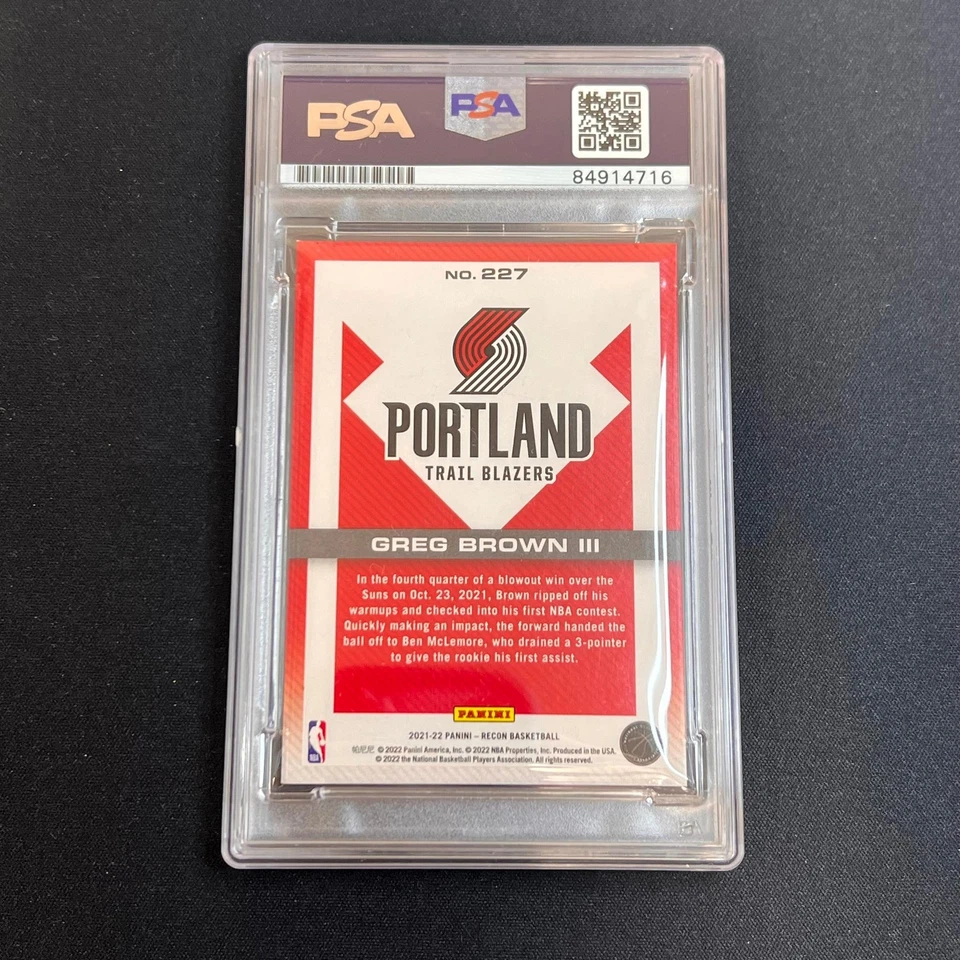 PSA
PSA
84914716
NO. 227
PORTLAND
TRAIL BLAZERS
GREG BROWN III
In the fourth quarter of a blowout win over the
Suns on Oct. 23, 2021, Brown ripped off his
warmups and checked into his first NBA contest.
Quickly making an impact, the forward handed the
ball off to Ben McLemore, who drained a 3-pointer
to give the rookie his first assist.
PANINI
2021-22 PANINI – RECON BASKETBALL
帕尼尼 © 2022 Panini America, Inc. © 2022 NBA Properties, Inc. Produced in the USA.
© 2022 the National Basketball Players Association. All rights reserved.
NBA